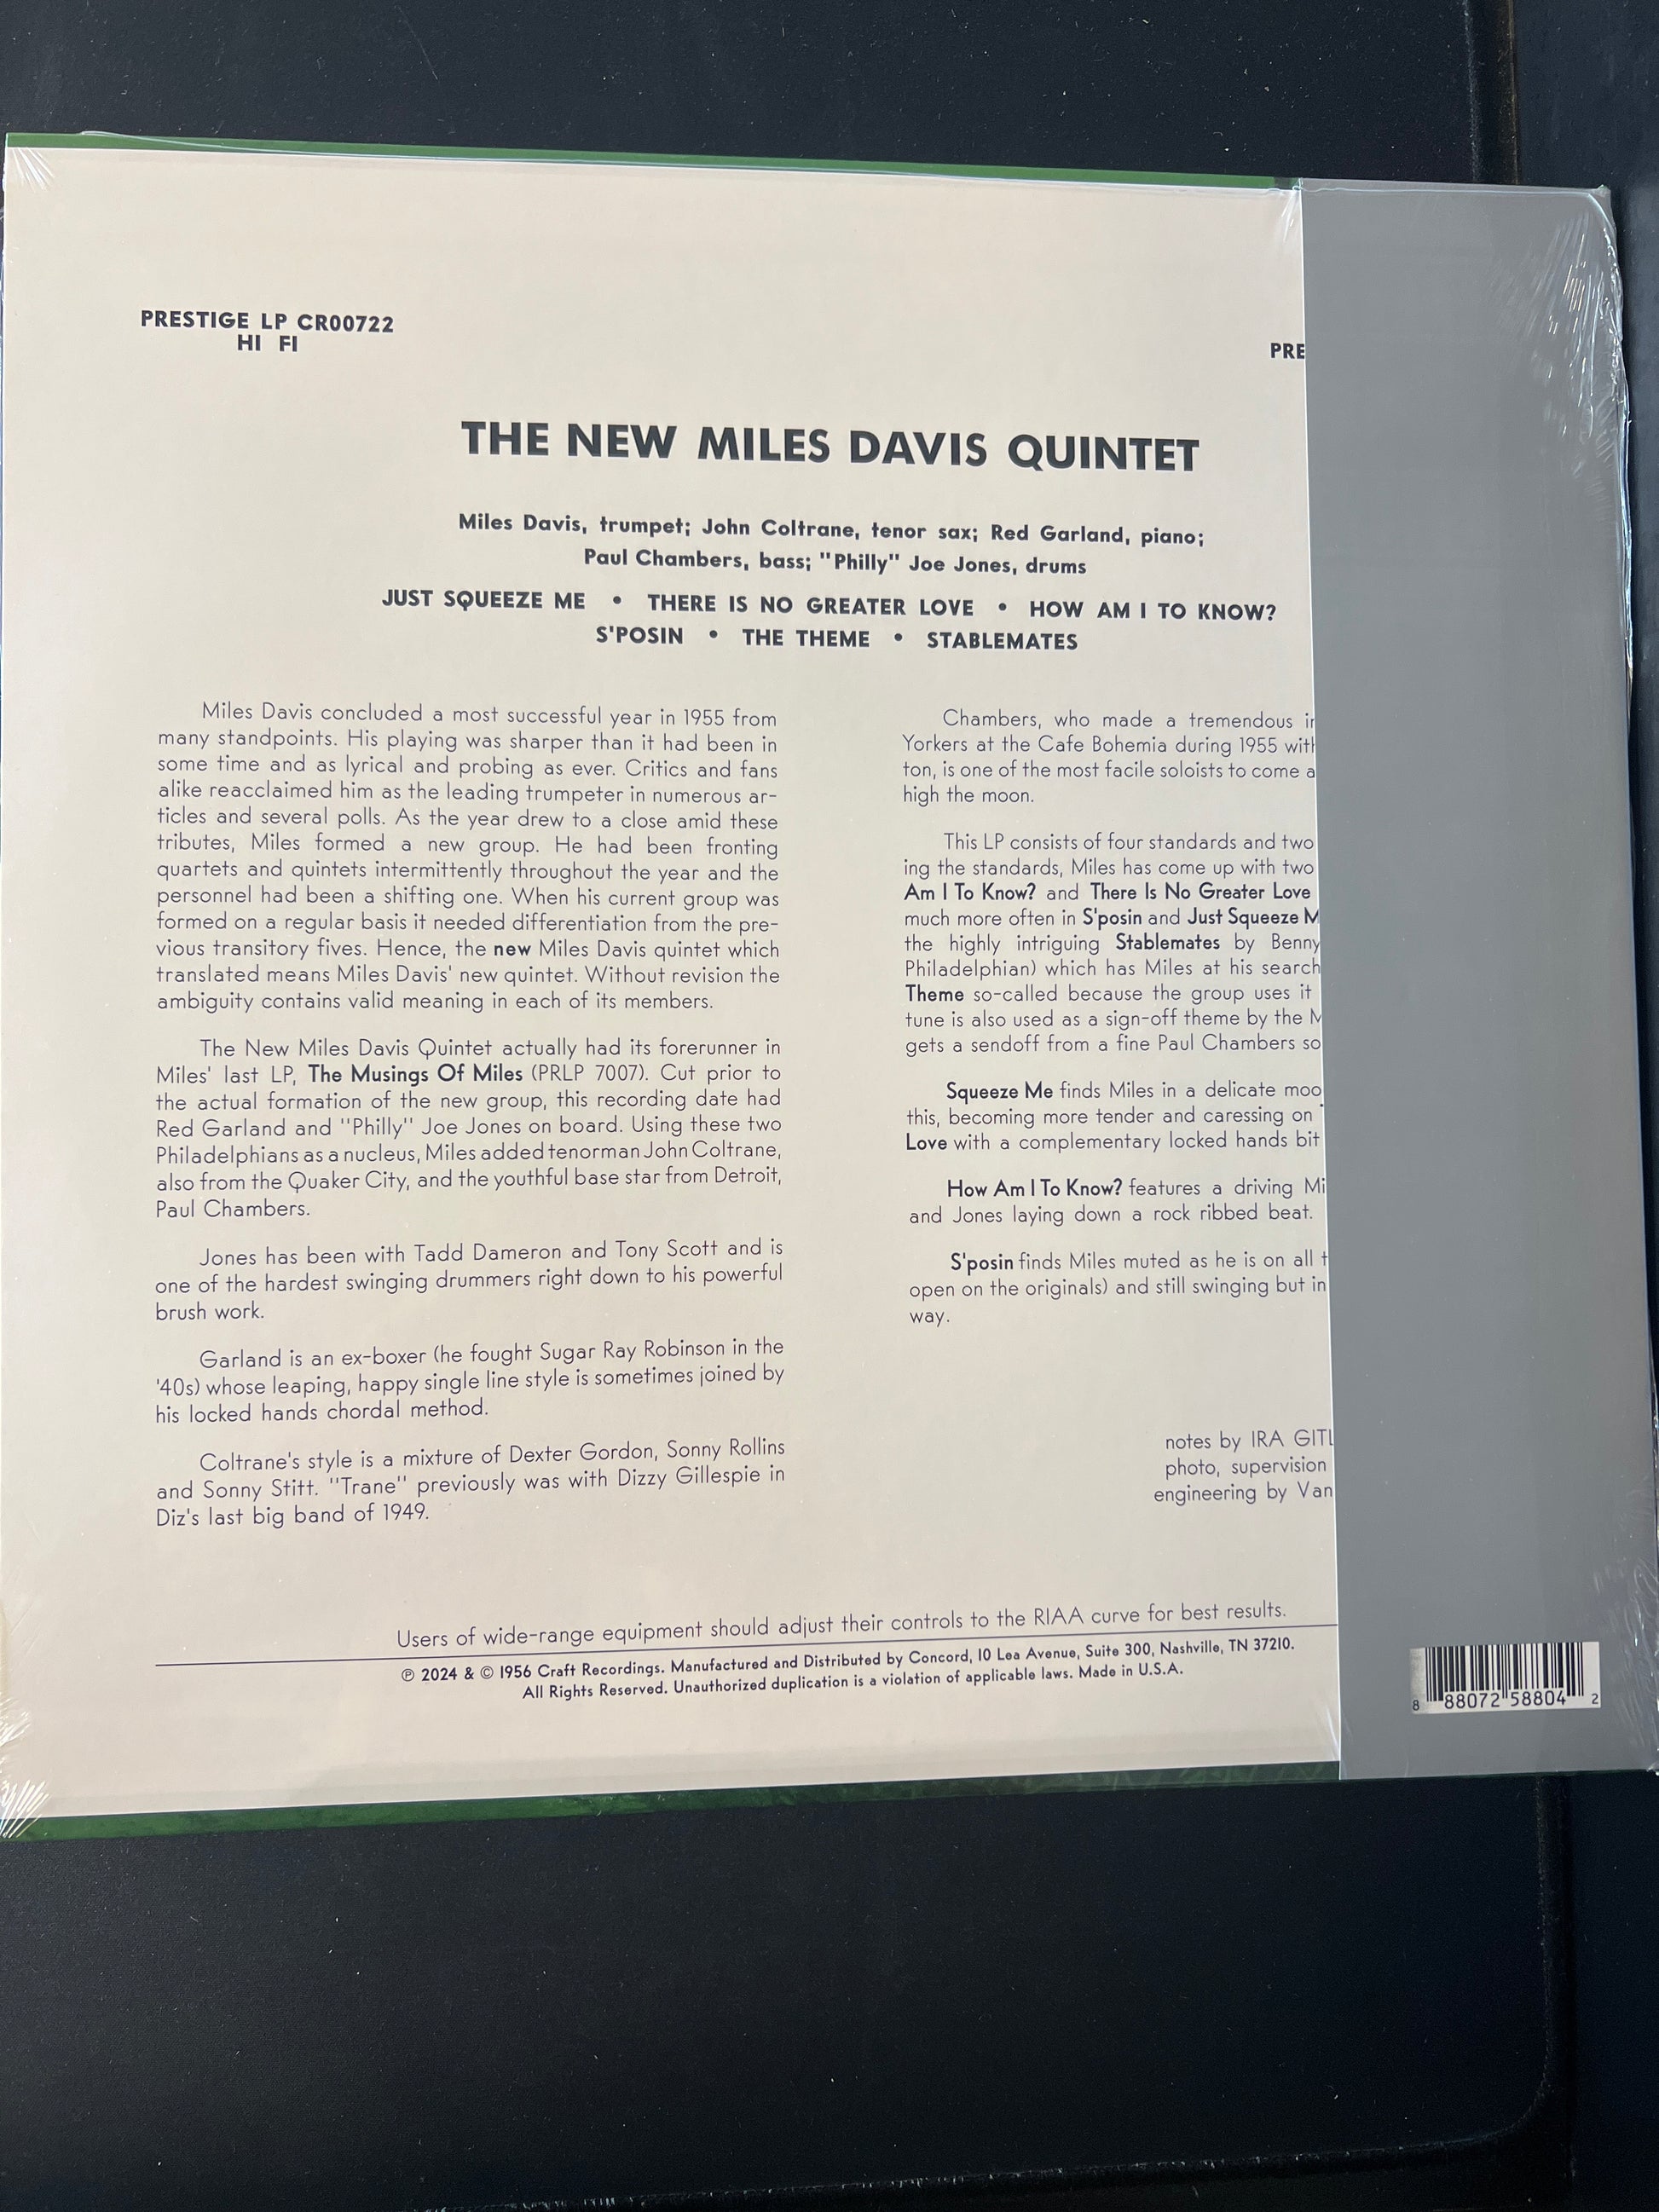 PRESTIGE LP CR00722
HI FI
PRE
THE NEW MILES DAVIS QUINTET
Miles Davis, trumpet; John Coltrane, tenor sax; Red Garland, piano;
Paul Chambers, bass; "Philly" Joe Jones, drums
JUST SQUEEZE ME • THERE IS NO GREATER LOVE • HOW AM I TO KNOW?
S'POSIN • THE THEME • STABLEMATES
Miles Davis concluded a most successful year in 1955 from
many standpoints. His playing was sharper than it had been in
some time and as lyrical and probing as ever. Critics and fans
alike reacclaimed him as the leading trumpeter in numerous ar-
ticles and several polls. As the year drew to a close amid these
tributes, Miles formed a new group. He had been fronting
quartets and quintets intermittently throughout the year and the
personnel had been a shifting one. When his current group was
formed on a regular basis it needed differentiation from the pre-
vious transitory fives. Hence, the new Miles Davis quintet which
translated means Miles Davis' new quintet. Without revision the
ambiguity contains valid meaning in each of its members.
The New Miles Davis Quintet actually had its forerunner in
Miles' last LP, The Musings Of Miles (PRLP 7007). Cut prior to
the actual formation of the new group, this recording date had
Red Garland and "Philly" Joe Jones on board. Using these two
Philadelphians as a nucleus, Miles added tenorman John Coltrane,
also from the Quaker City, and the youthful base star from Detroit,
Paul Chambers.
Jones has been with Tadd Dameron and Tony Scott and is
one of the hardest swinging drummers right down to his powerful
brush work.
Garland is an ex-boxer (he fought Sugar Ray Robinson in the
'40s) whose leaping, happy single line style is sometimes joined by
his locked hands chordal method.
Coltrane's style is a mixture of Dexter Gordon, Sonny Rollins
and Sonny Stitt. "Trane" previously was with Dizzy Gillespie in
Diz's last big band of 1949.
Chambers, who made a tremendous
Yorkers at the Cafe Bohemia during 1955 with
ton, is one of the most facile soloists to come a
high the moon.
This LP consists of four standards and two
ing the standards, Miles has come up with two
Am I To Know? and There Is No Greater Love
much more often in S'posin and Just Squeeze M
the highly intriguing Stablemates by Benny
Philadelphian) which has Miles at his search
Theme so-called because the group uses it
tune is also used as a sign-off theme by the M
gets a sendoff from a fine Paul Chambers so
Squeeze Me finds Miles in a delicate moo
this, becoming more tender and caressing on
Love with a complementary locked hands bit
How Am I To Know? features a driving Mi
and Jones laying down a rock ribbed beat.
S'posin finds Miles muted as he is on all t
open on the originals) and still swinging but in
way.
notes by IRA GITL
photo, supervision
engineering by Van
Users of wide-range equipment should adjust their controls to the RIAA curve for best results.
℗ 2024 & © 1956 Craft Recordings. Manufactured and Distributed by Concord, 10 Lea Avenue, Suite 300, Nashville, TN 37210.
All Rights Reserved. Unauthorized duplication is a violation of applicable laws. Made in U.S.A.
8 88072 58804 2